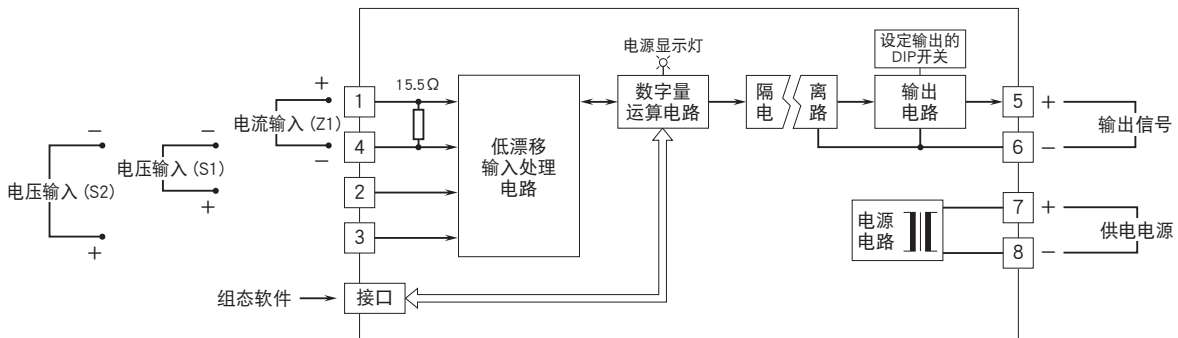 电压输入 (S2)
−
+
电压输入 (S1)
−
+
电流输入 (Z1)
+
−
1
4
2
3
15.5Ω
低漂移
输入处理
电路
组态软件
接口
电源显示灯
数字量
运算电路
隔离
电路
设定输出的
DIP开关
输出
电路
5
+
6
−
输出信号
电源
电路
7
+
8
−
供电电源